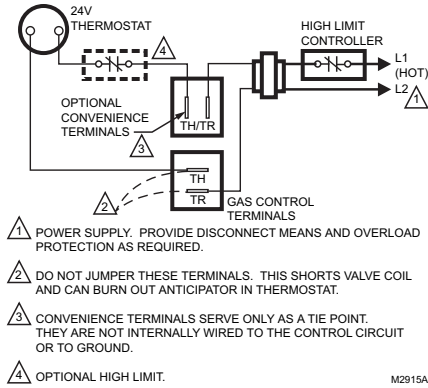 24V
THERMOSTAT
4
HIGH LIMIT
CONTROLLER
L1
(HOT)
L2
1
OPTIONAL
CONVENIENCE
TERMINALS
TH/TR
3
TH
TR
2
GAS CONTROL
TERMINALS
1 POWER SUPPLY. PROVIDE DISCONNECT MEANS AND OVERLOAD
PROTECTION AS REQUIRED.
2 DO NOT JUMPER THESE TERMINALS. THIS SHORTS VALVE COIL
AND CAN BURN OUT ANTICIPATOR IN THERMOSTAT.
3 CONVENIENCE TERMINALS SERVE ONLY AS A TIE POINT.
THEY ARE NOT INTERNALLY WIRED TO THE CONTROL CIRCUIT
OR TO GROUND.
4 OPTIONAL HIGH LIMIT.
M2915A